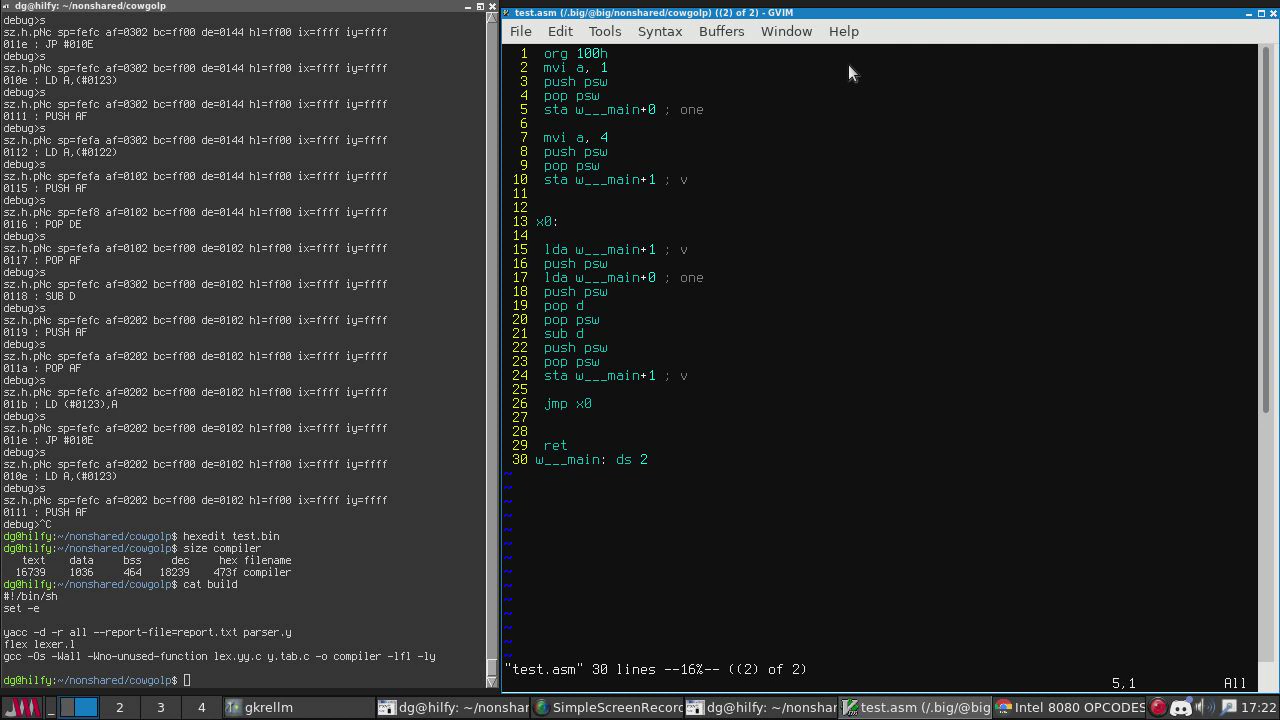 dg@hilfy: ~/nonshared/cowgolp
debug>s
sz.h.pNc sp=fefc af=0202 bc=ff00 de=0102 hl=ff00 ix=ffff iy=ffff
011e : JP #010E
debug>s
sz.h.pNc sp=fefc af=0302 bc=ff00 de=0144 hl=ff00 ix=ffff iy=ffff
010e : LD A,(#0123)
debug>s
sz.h.pNc sp=fefc af=0302 bc=ff00 de=0144 hl=ff00 ix=ffff iy=ffff
0111 : PUSH AF
debug>s
sz.h.pNc sp=fefa af=0302 bc=ff00 de=0144 hl=ff00 ix=ffff iy=ffff
0112 : LD A,(#0122)
debug>s
sz.h.pNc sp=fefa af=0102 bc=ff00 de=0144 hl=ff00 ix=ffff iy=ffff
0115 : PUSH AF
debug>s
sz.h.pNc sp=fef8 af=0102 bc=ff00 de=0144 hl=ff00 ix=ffff iy=ffff
0116 : POP DE
debug>s
sz.h.pNc sp=fefa af=0102 bc=ff00 de=0102 hl=ff00 ix=ffff iy=ffff
0117 : POP AF
debug>s
sz.h.pNc sp=fefc af=0302 bc=ff00 de=0102 hl=ff00 ix=ffff iy=ffff
0118 : SUB D
debug>s
sz.h.pNc sp=fefc af=0202 bc=ff00 de=0102 hl=ff00 ix=ffff iy=ffff
0119 : PUSH AF
debug>s
sz.h.pNc sp=fefa af=0202 bc=ff00 de=0102 hl=ff00 ix=ffff iy=ffff
011a : POP AF
debug>s
sz.h.pNc sp=fefc af=0202 bc=ff00 de=0102 hl=ff00 ix=ffff iy=ffff
011b : LD (#0123),A
debug>s
sz.h.pNc sp=fefc af=0202 bc=ff00 de=0102 hl=ff00 ix=ffff iy=ffff
011e : JP #010E
debug>s
sz.h.pNc sp=fefc af=0202 bc=ff00 de=0102 hl=ff00 ix=ffff iy=ffff
010e : LD A,(#0123)
debug>s
sz.h.pNc sp=fefc af=0202 bc=ff00 de=0102 hl=ff00 ix=ffff iy=ffff
0111 : PUSH AF
debug>^C
dg@hilfy:~/nonshared/cowgolp$ hexedit test.bin
dg@hilfy:~/nonshared/cowgolp$ size compiler
text data bss dec hex filename
16739 1036 464 18239 473f compiler
dg@hilfy:~/nonshared/cowgolp$ cat build
#!/bin/sh
set -e
yacc -d -r all --report-file=report.txt parser.y
flex lexer.l
gcc -Os -Wall -Wno-unused-function lex.yy.c y.tab.c -o compiler -lfl -ly
dg@hilfy:~/nonshared/cowgolp$
test.asm (/.big/@big/nonshared/cowgolp) ((2) of 2) - GVIM
File Edit Tools Syntax Buffers Window Help
1 org 100h
2 mvi a, 1
3 push psw
4 pop psw
5 sta w___main+0 ; one
6
7 mvi a, 4
8 push psw
9 pop psw
10 sta w___main+1 ; v
11
12
13 x0:
14
15 lda w___main+1 ; v
16 push psw
17 lda w___main+0 ; one
18 push psw
19 pop d
20 pop psw
21 sub d
22 push psw
23 pop psw
24 sta w___main+1 ; v
25
26 jmp x0
27
28
29 ret
30 w___main: ds 2
~
~
~
~
~
~
~
~
~
~
~
~
~
~
"test.asm" 30 lines --16%-- ((2) of 2)
5,1 All
2 3 4 gkrellm dg@hilfy: ~/nonshar SimpleScreenRecor dg@hilfy: ~/nonshar test.asm (/.big/@big Intel 8080 OPCODES 17:22